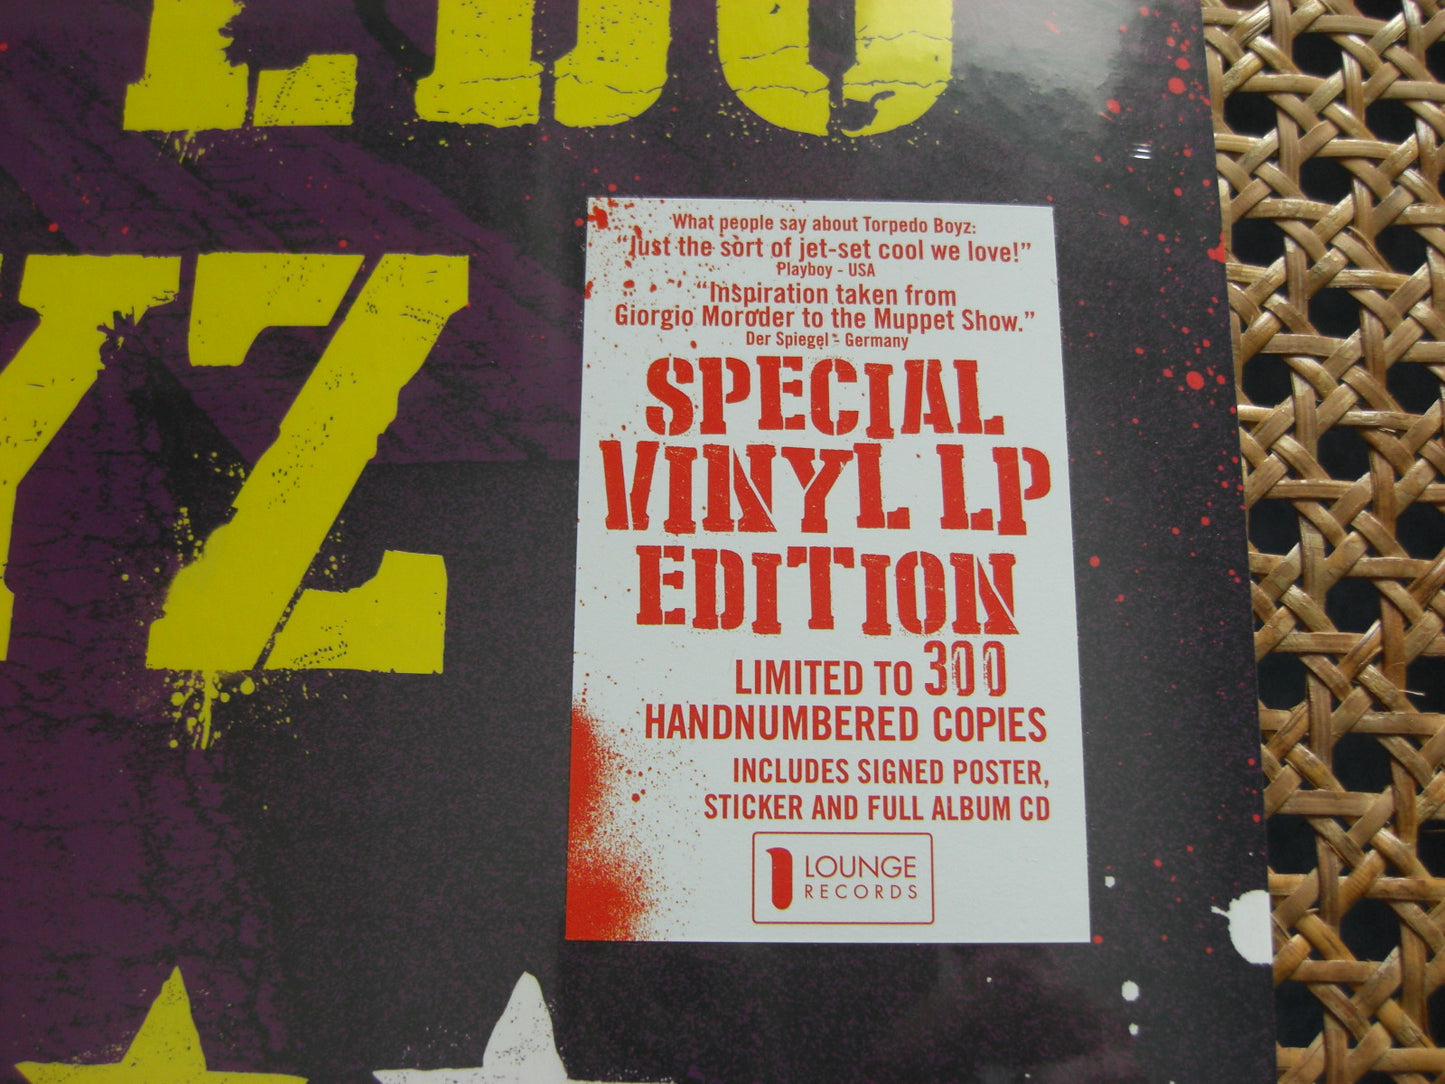 EDO
YZ
What people say about Torpedo Boyz:
“Just the sort of jet-set cool we love!”
Playboy - USA
“Inspiration taken from
Giorgio Moroder to the Muppet Show.”
Der Spiegel - Germany
SPECIAL
VINYL LP
EDITION
LIMITED TO 300
HANDNUMBERED COPIES
INCLUDES SIGNED POSTER,
STICKER AND FULL ALBUM CD
LOUNGE
RECORDS